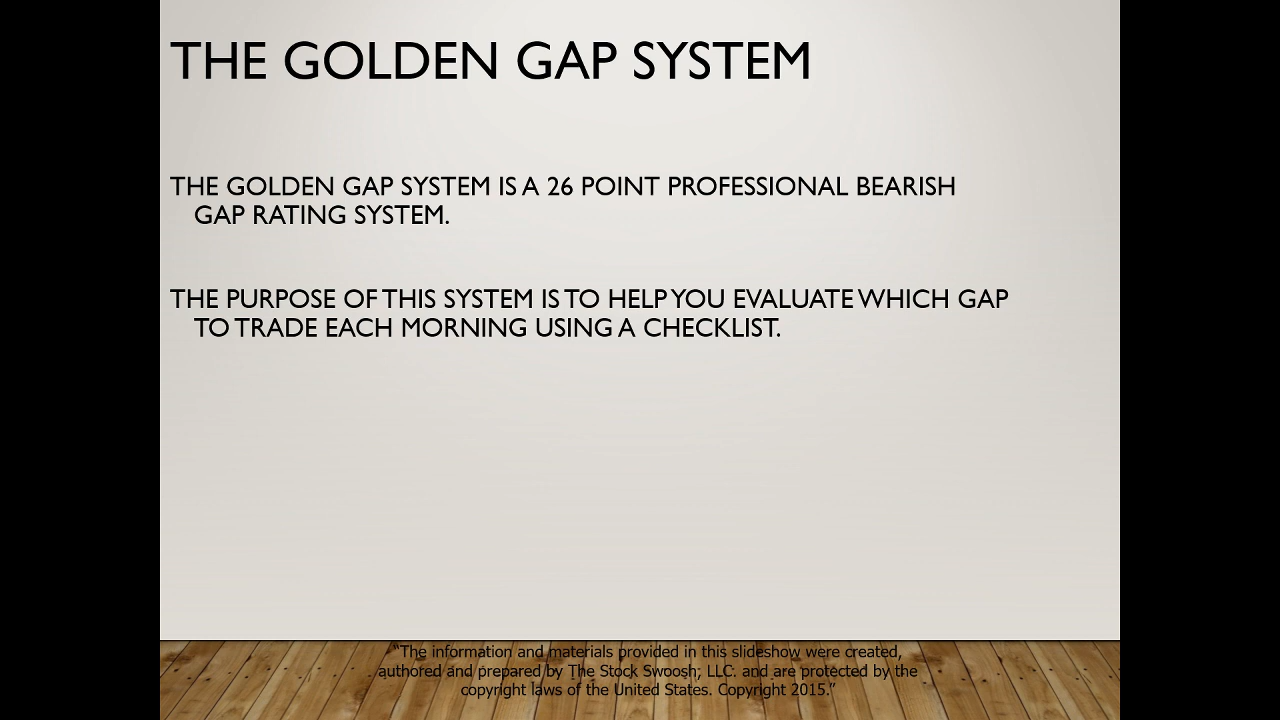 THE GOLDEN GAP SYSTEM
THE GOLDEN GAP SYSTEM IS A 26 POINT PROFESSIONAL BEARISH
GAP RATING SYSTEM.
THE PURPOSE OF THIS SYSTEM IS TO HELP YOU EVALUATE WHICH GAP
TO TRADE EACH MORNING USING A CHECKLIST.
“The information and materials provided in this slideshow were created,
authored and prepared by The Stock Swoosh, LLC. and are protected by the
copyright laws of the United States. Copyright 2015.”